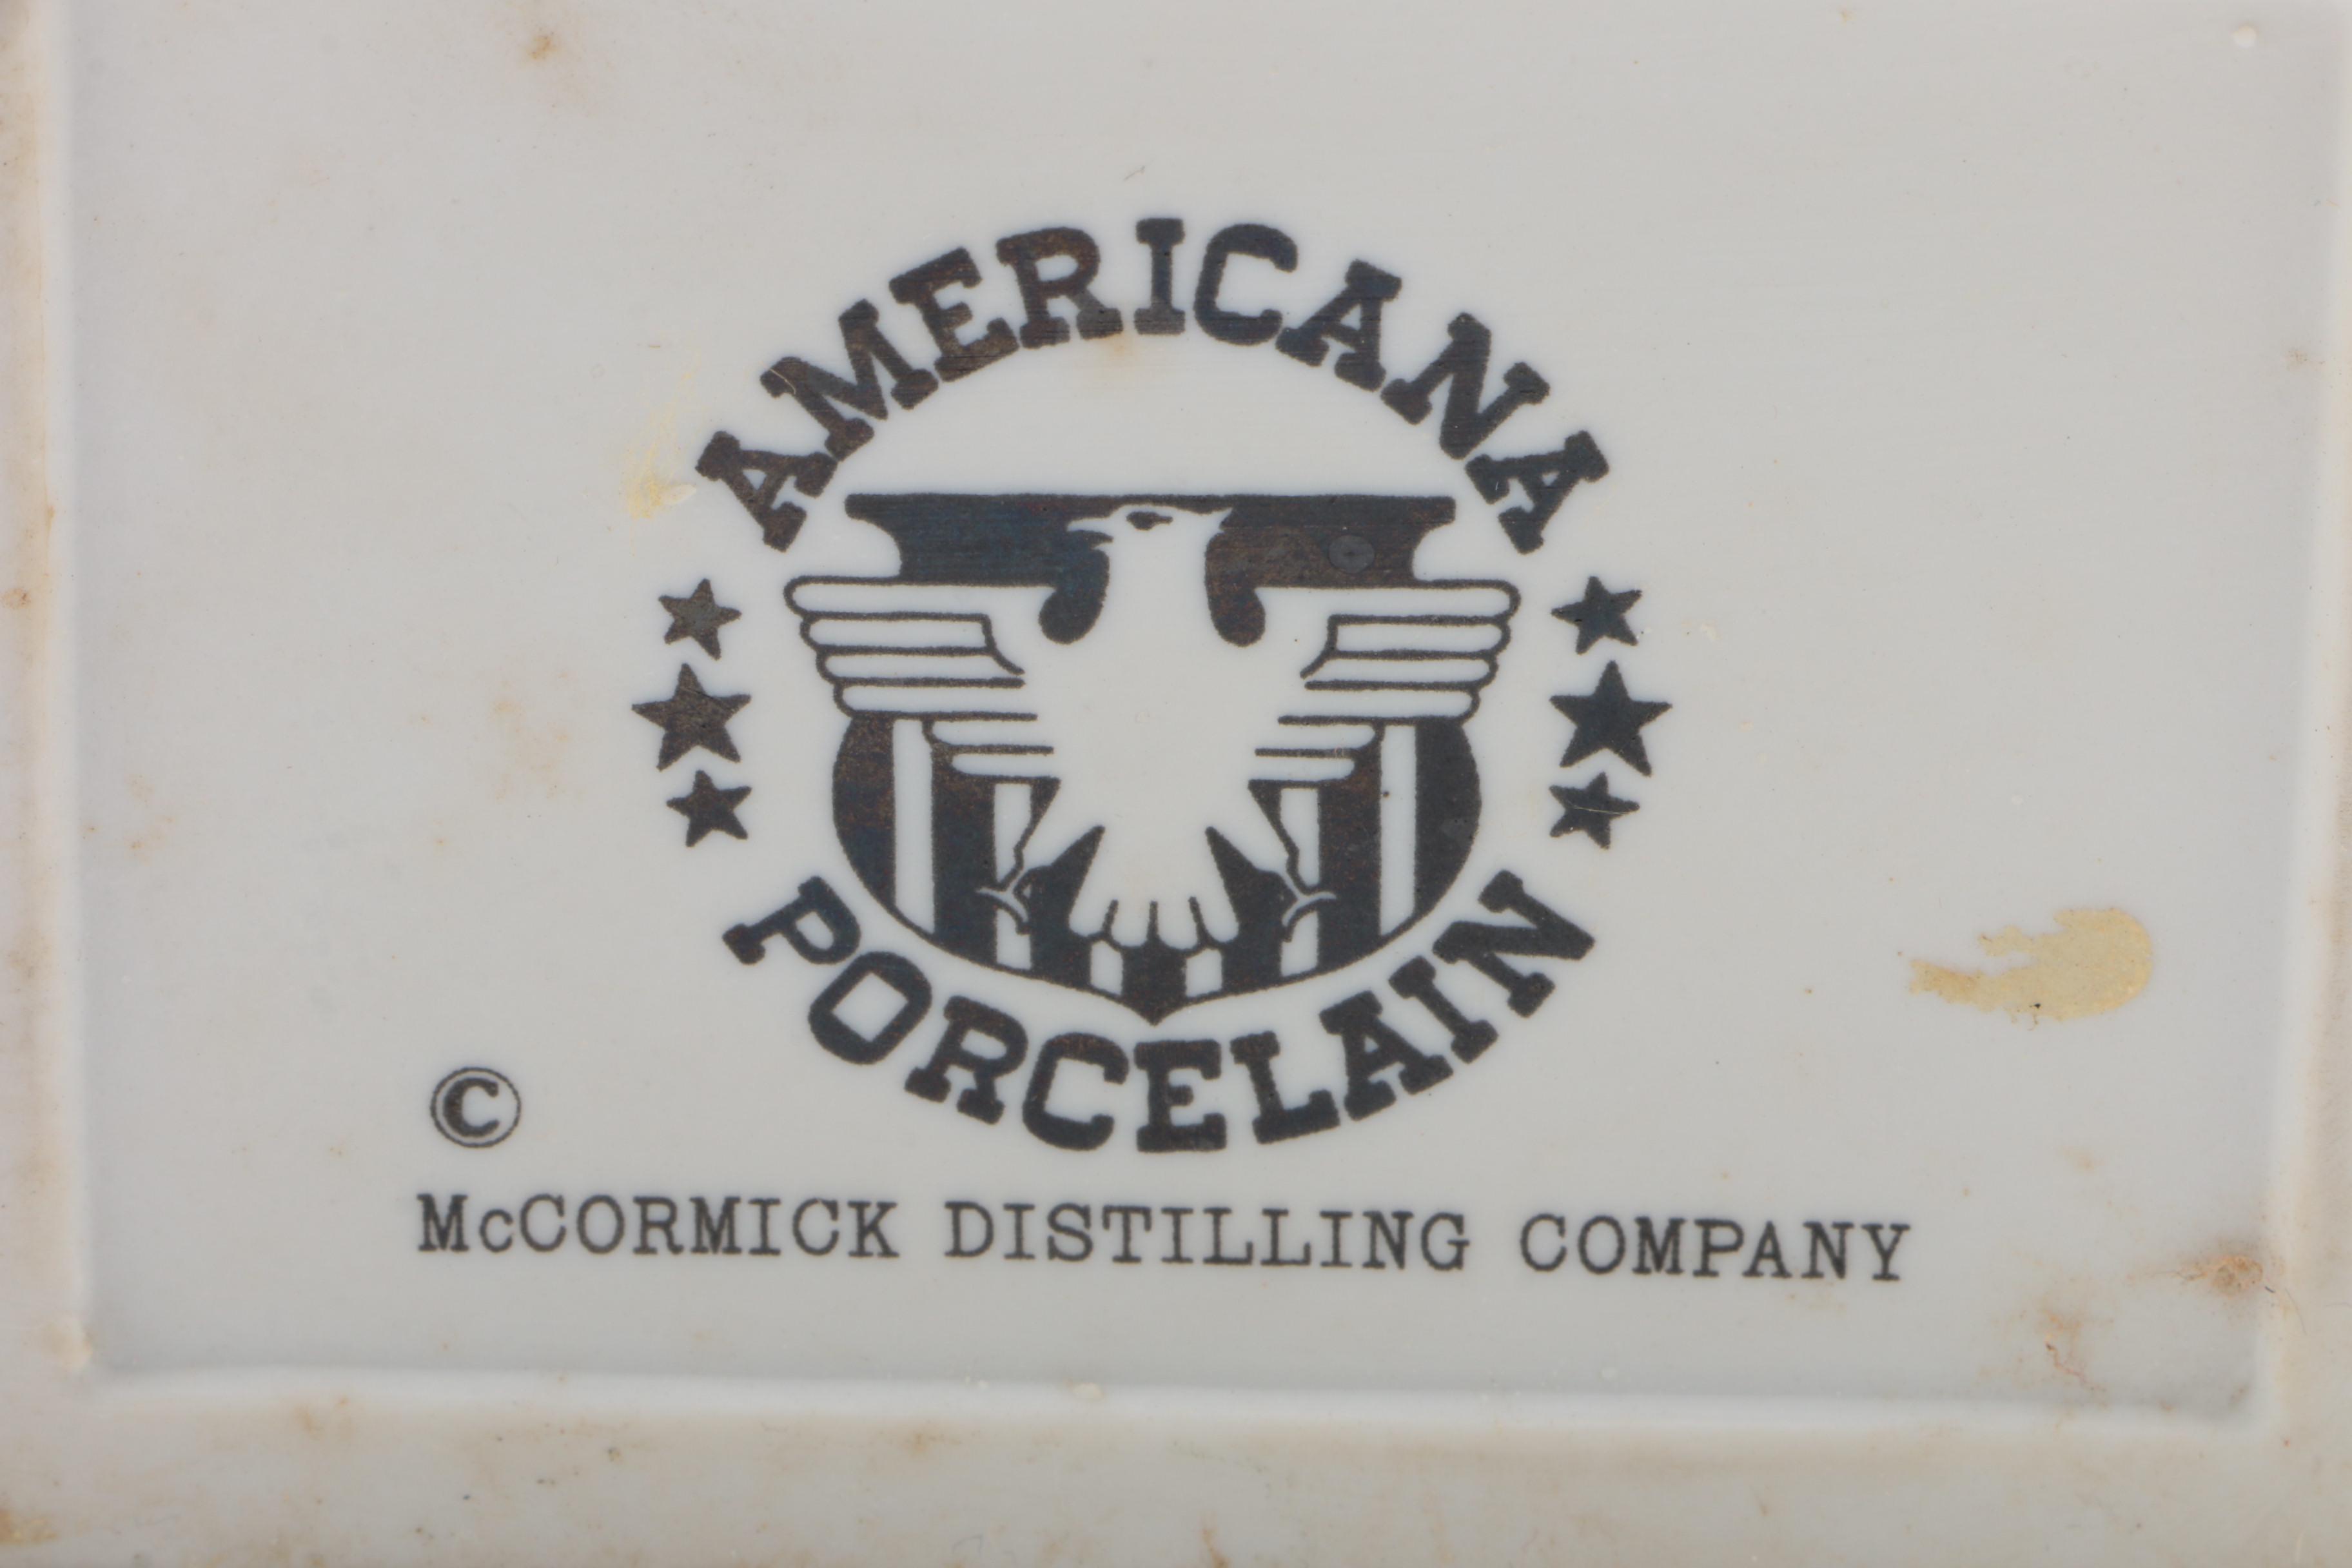 AMERICANA
PORCELAIN
©
McCORMICK DISTILLING COMPANY